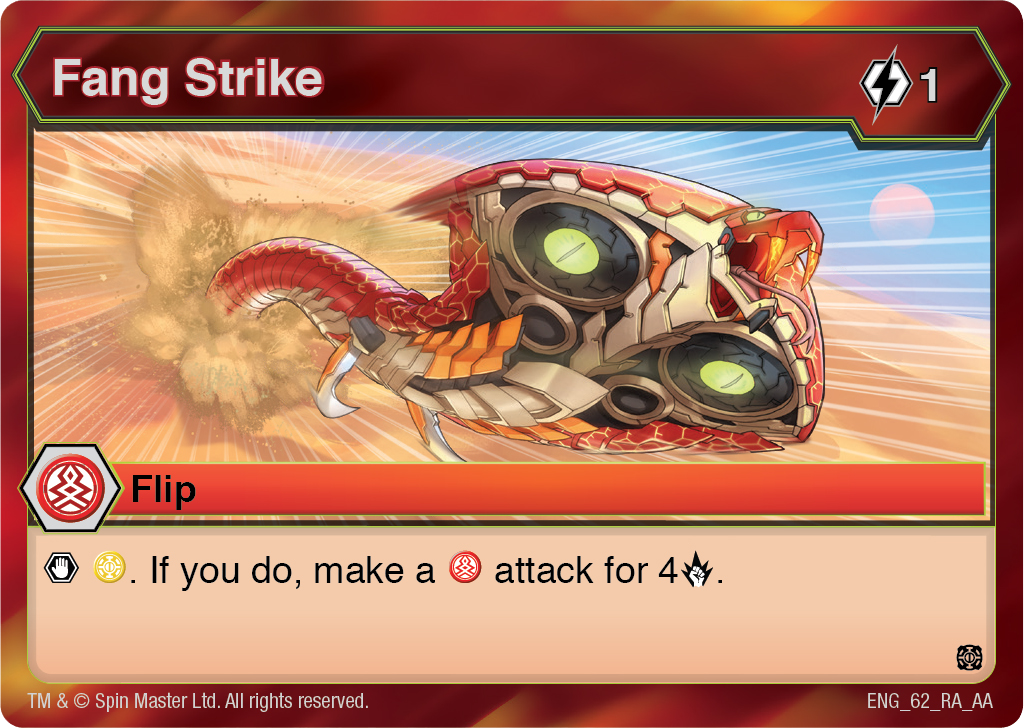 Fang Strike
1
Flip
. If you do, make a attack for 4.
TM & © Spin Master Ltd. All rights reserved.
ENG_62_RA_AA